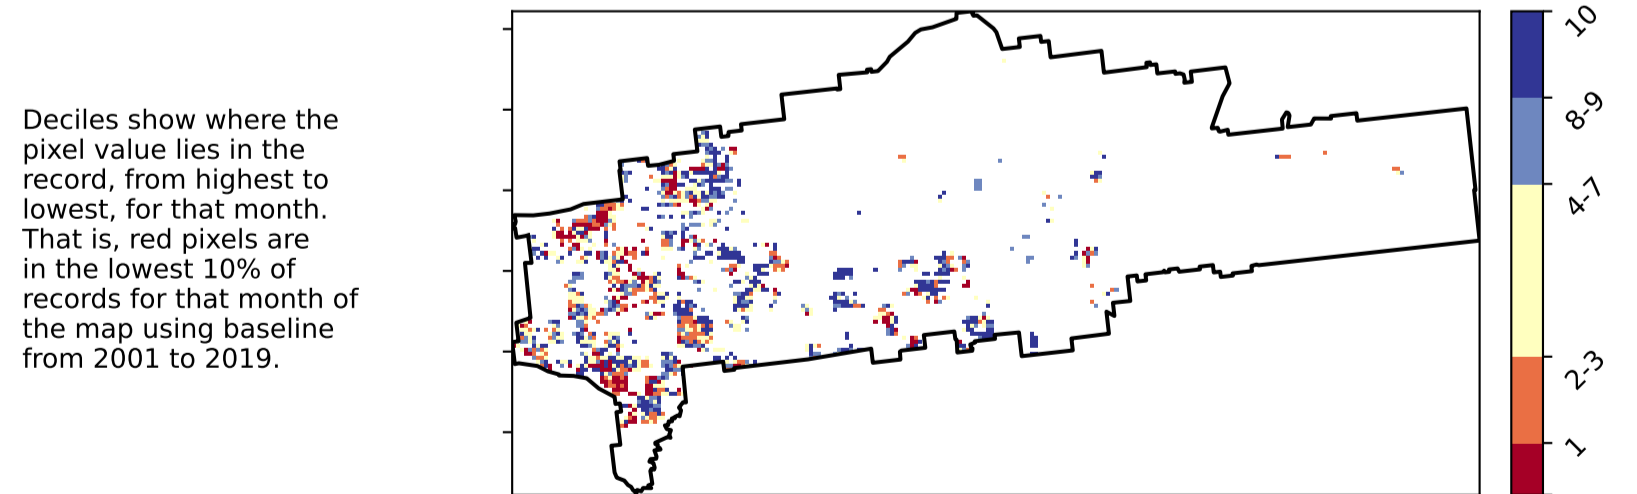 Deciles show where the
pixel value lies in the
record, from highest to
lowest, for that month.
That is, red pixels are
in the lowest 10% of
records for that month of
the map using baseline
from 2001 to 2019.
10
8-9
4-7
2-3
1